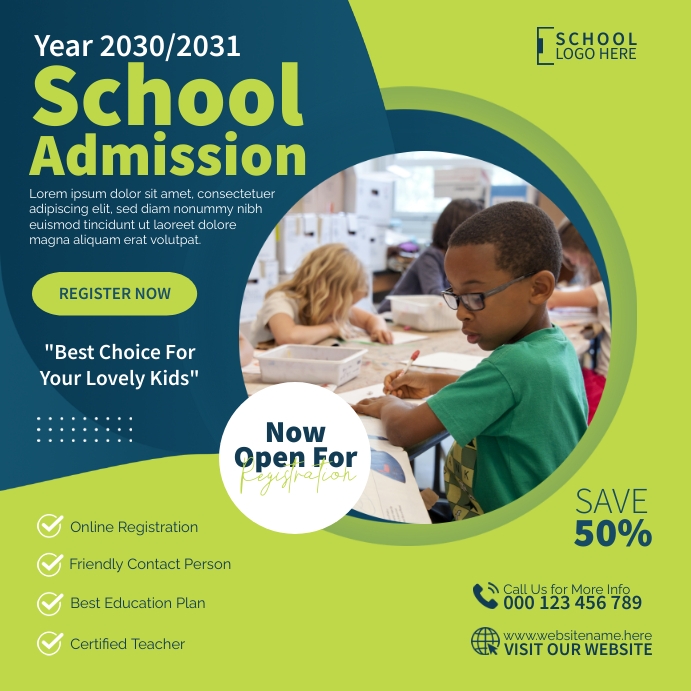 Year 2030/2031
School
Admission
Lorem ipsum dolor sit amet, consectetuer
adipiscing elit, sed diam nonummy nibh
euismod tincidunt ut laoreet dolore
magna aliquam erat volutpat.
REGISTER NOW
"Best Choice For
Your Lovely Kids"
SCHOOL
LOGO HERE
Now
Open For
Registration
Online Registration
Friendly Contact Person
Best Education Plan
Certified Teacher
SAVE
50%
Call Us for More Info
000 123 456 789
www.websitename.here
VISIT OUR WEBSITE